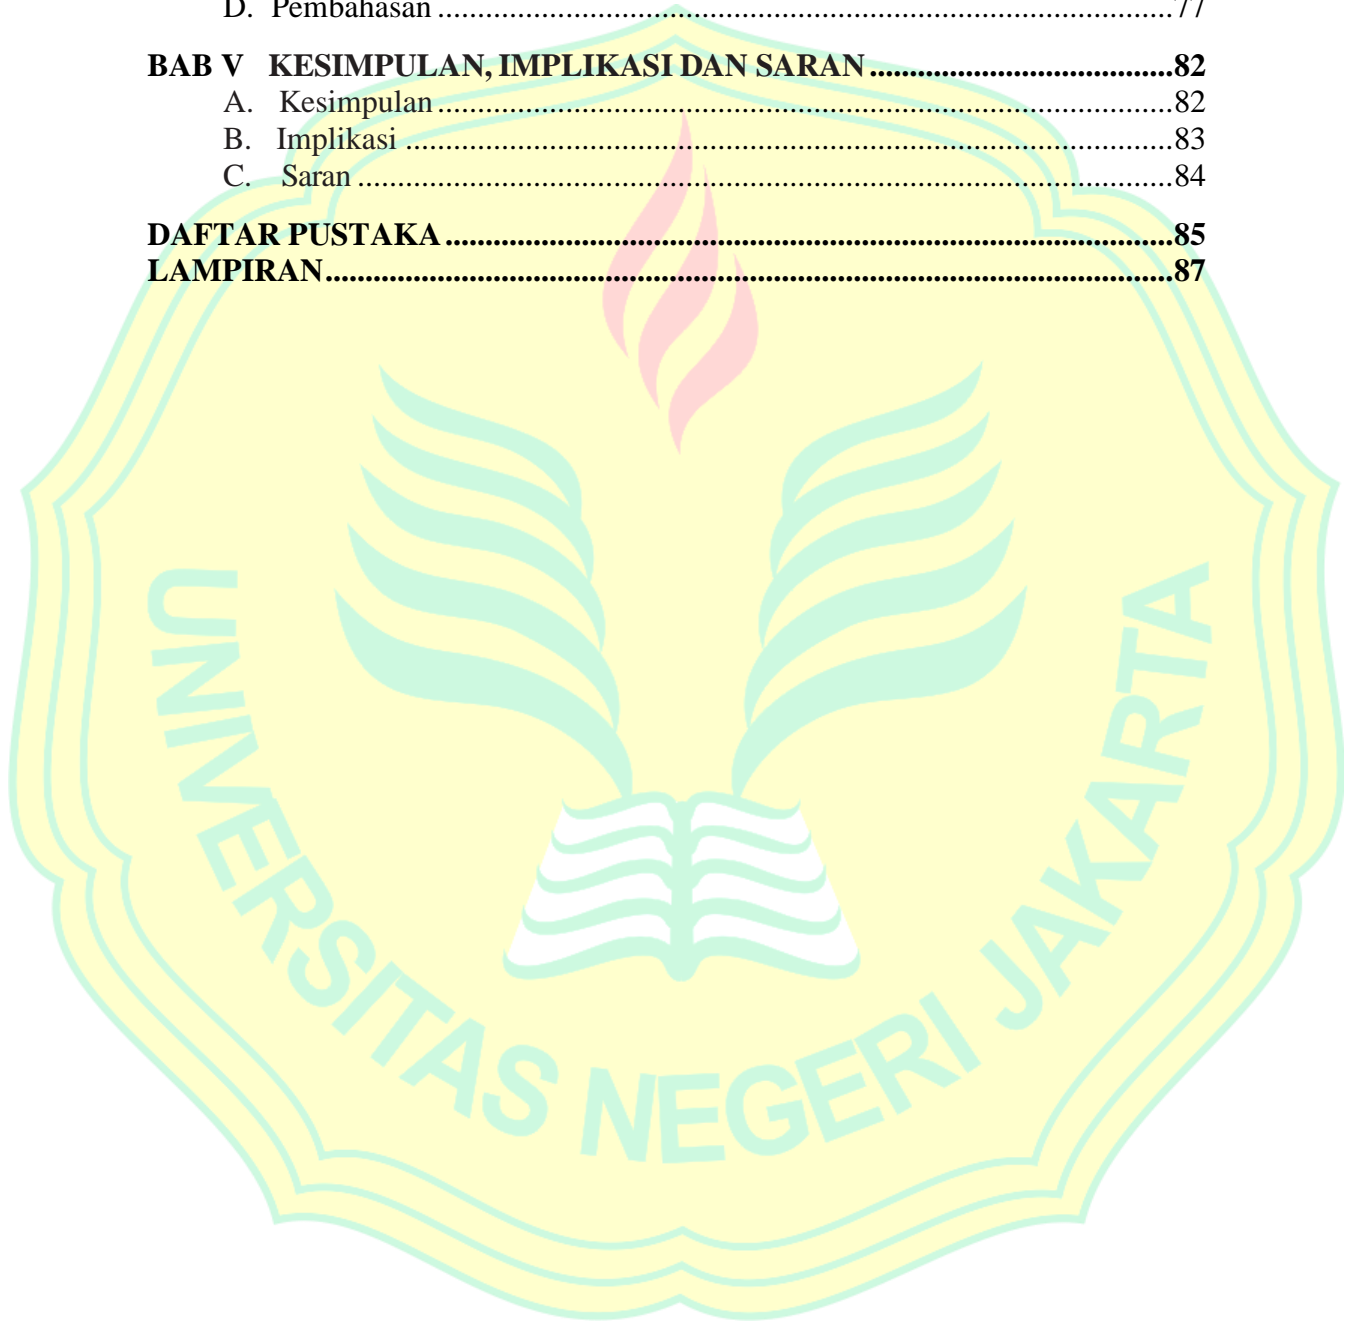 D. Pembahasan ............................................................................................ 77
BAB V KESIMPULAN, IMPLIKASI DAN SARAN ...................................... 82
A. Kesimpulan ............................................................................................ 82
B. Implikasi ................................................................................................ 83
C. Saran ...................................................................................................... 84
DAFTAR PUSTAKA ........................................................................................... 85
LAMPIRAN.......................................................................................................... 87
UNIVERSITAS NEGERI JAKARTA